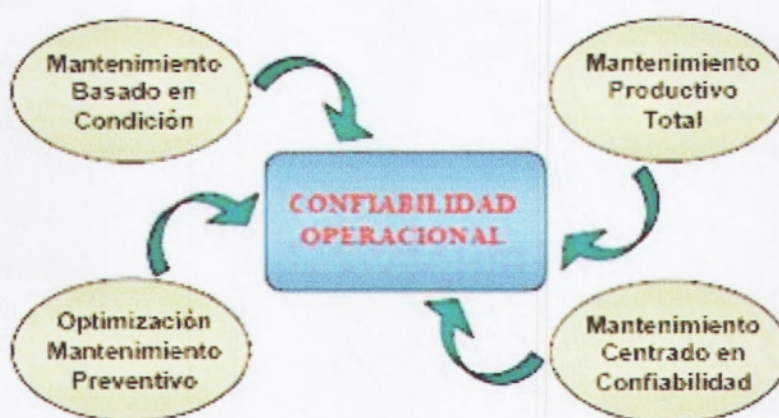 Mantenimiento
Basado en
Condición
Mantenimiento
Productivo
Total
CONFIABILIDAD
OPERACIONAL
Optimización
Mantenimiento
Preventivo
Mantenimiento
Centrado en
Confiabilidad